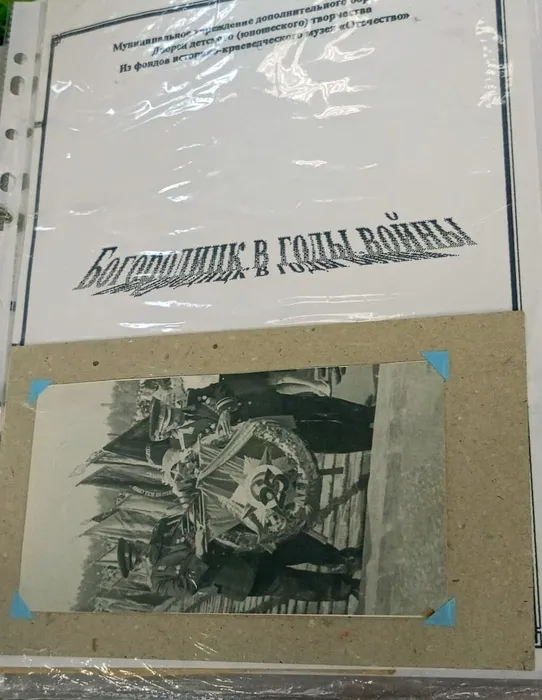 Муниципальное учреждение дополнительного
Дворец детского (юношеского) творчества
Из фондов историко-краеведческого музея «Отечество»
Богородицк в годы войны